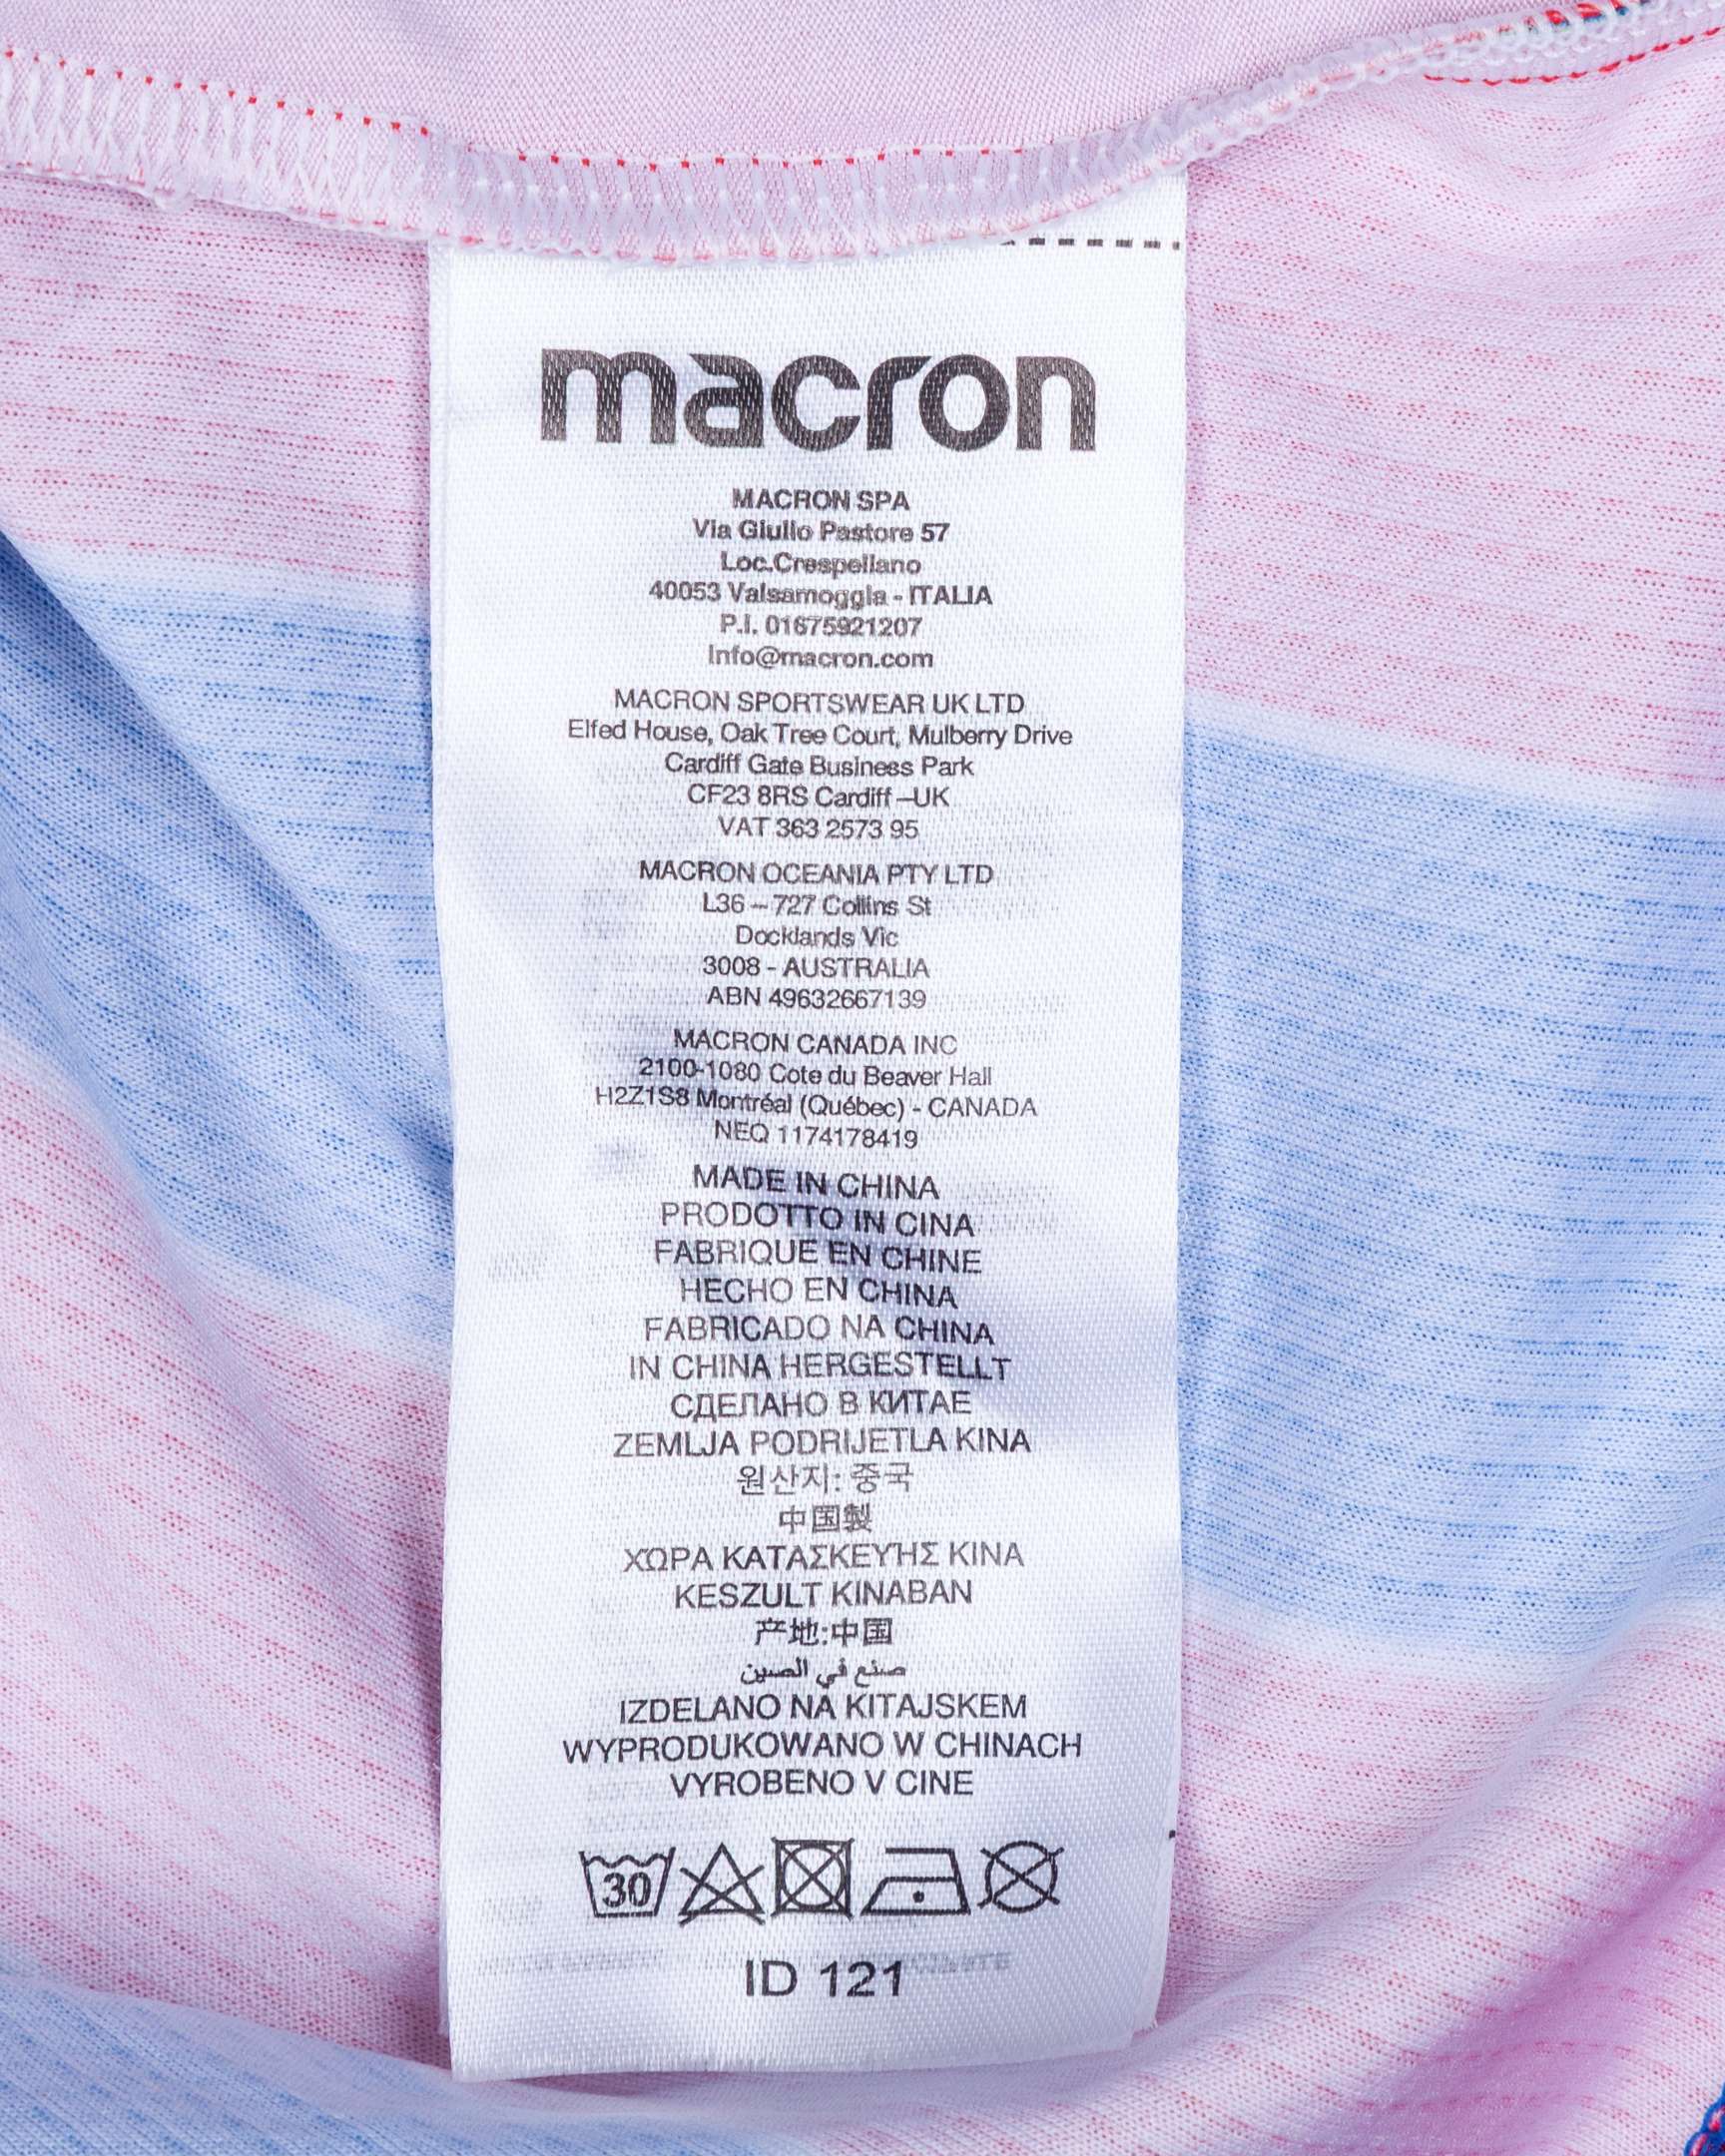 macron
MACRON SPA
Via Giulio Pastore 57
Loc.Crespellano
40053 Valsamoggia - ITALIA
P.I. 01675921207
Info@macron.com
MACRON SPORTSWEAR UK LTD
Elfed House, Oak Tree Court, Mulberry Drive
Cardiff Gate Business Park
CF23 8RS Cardiff –UK
VAT 363 2573 95
MACRON OCEANIA PTY LTD
L36 – 727 Collins St
Docklands Vic
3008 - AUSTRALIA
ABN 49632667139
MACRON CANADA INC
2100-1080 Cote du Beaver Hall
H2Z1S8 Montréal (Québec) - CANADA
NEQ 1174178419
MADE IN CHINA
PRODOTTO IN CINA
FABRIQUE EN CHINE
HECHO EN CHINA
FABRICADO NA CHINA
IN CHINA HERGESTELLT
СДЕЛАНО В КИТАЕ
ZEMLJA PODRIJETLA KINA
원산지: 중국
中国製
ΧΏΡΑ ΚΑΤΑΣΚΕΥΉΣ ΚΙΝΑ
KESZULT KINABAN
产地:中国
صنع في الصين
IZDELANO NA KITAJSKEM
WYPRODUKOWANO W CHINACH
VYROBENO V CINE
30
ID 121